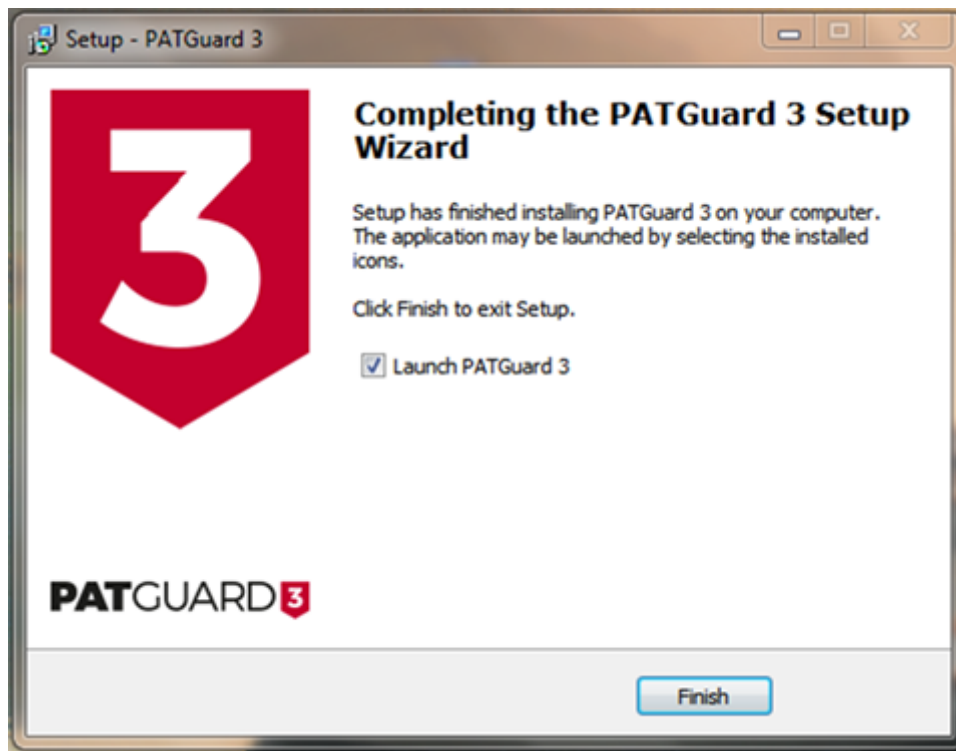 Setup - PATGuard 3
3
Completing the PATGuard 3 Setup
Wizard
Setup has finished installing PATGuard 3 on your computer.
The application may be launched by selecting the installed
icons.
Click Finish to exit Setup.
Launch PATGuard 3
PATGUARD3
Finish